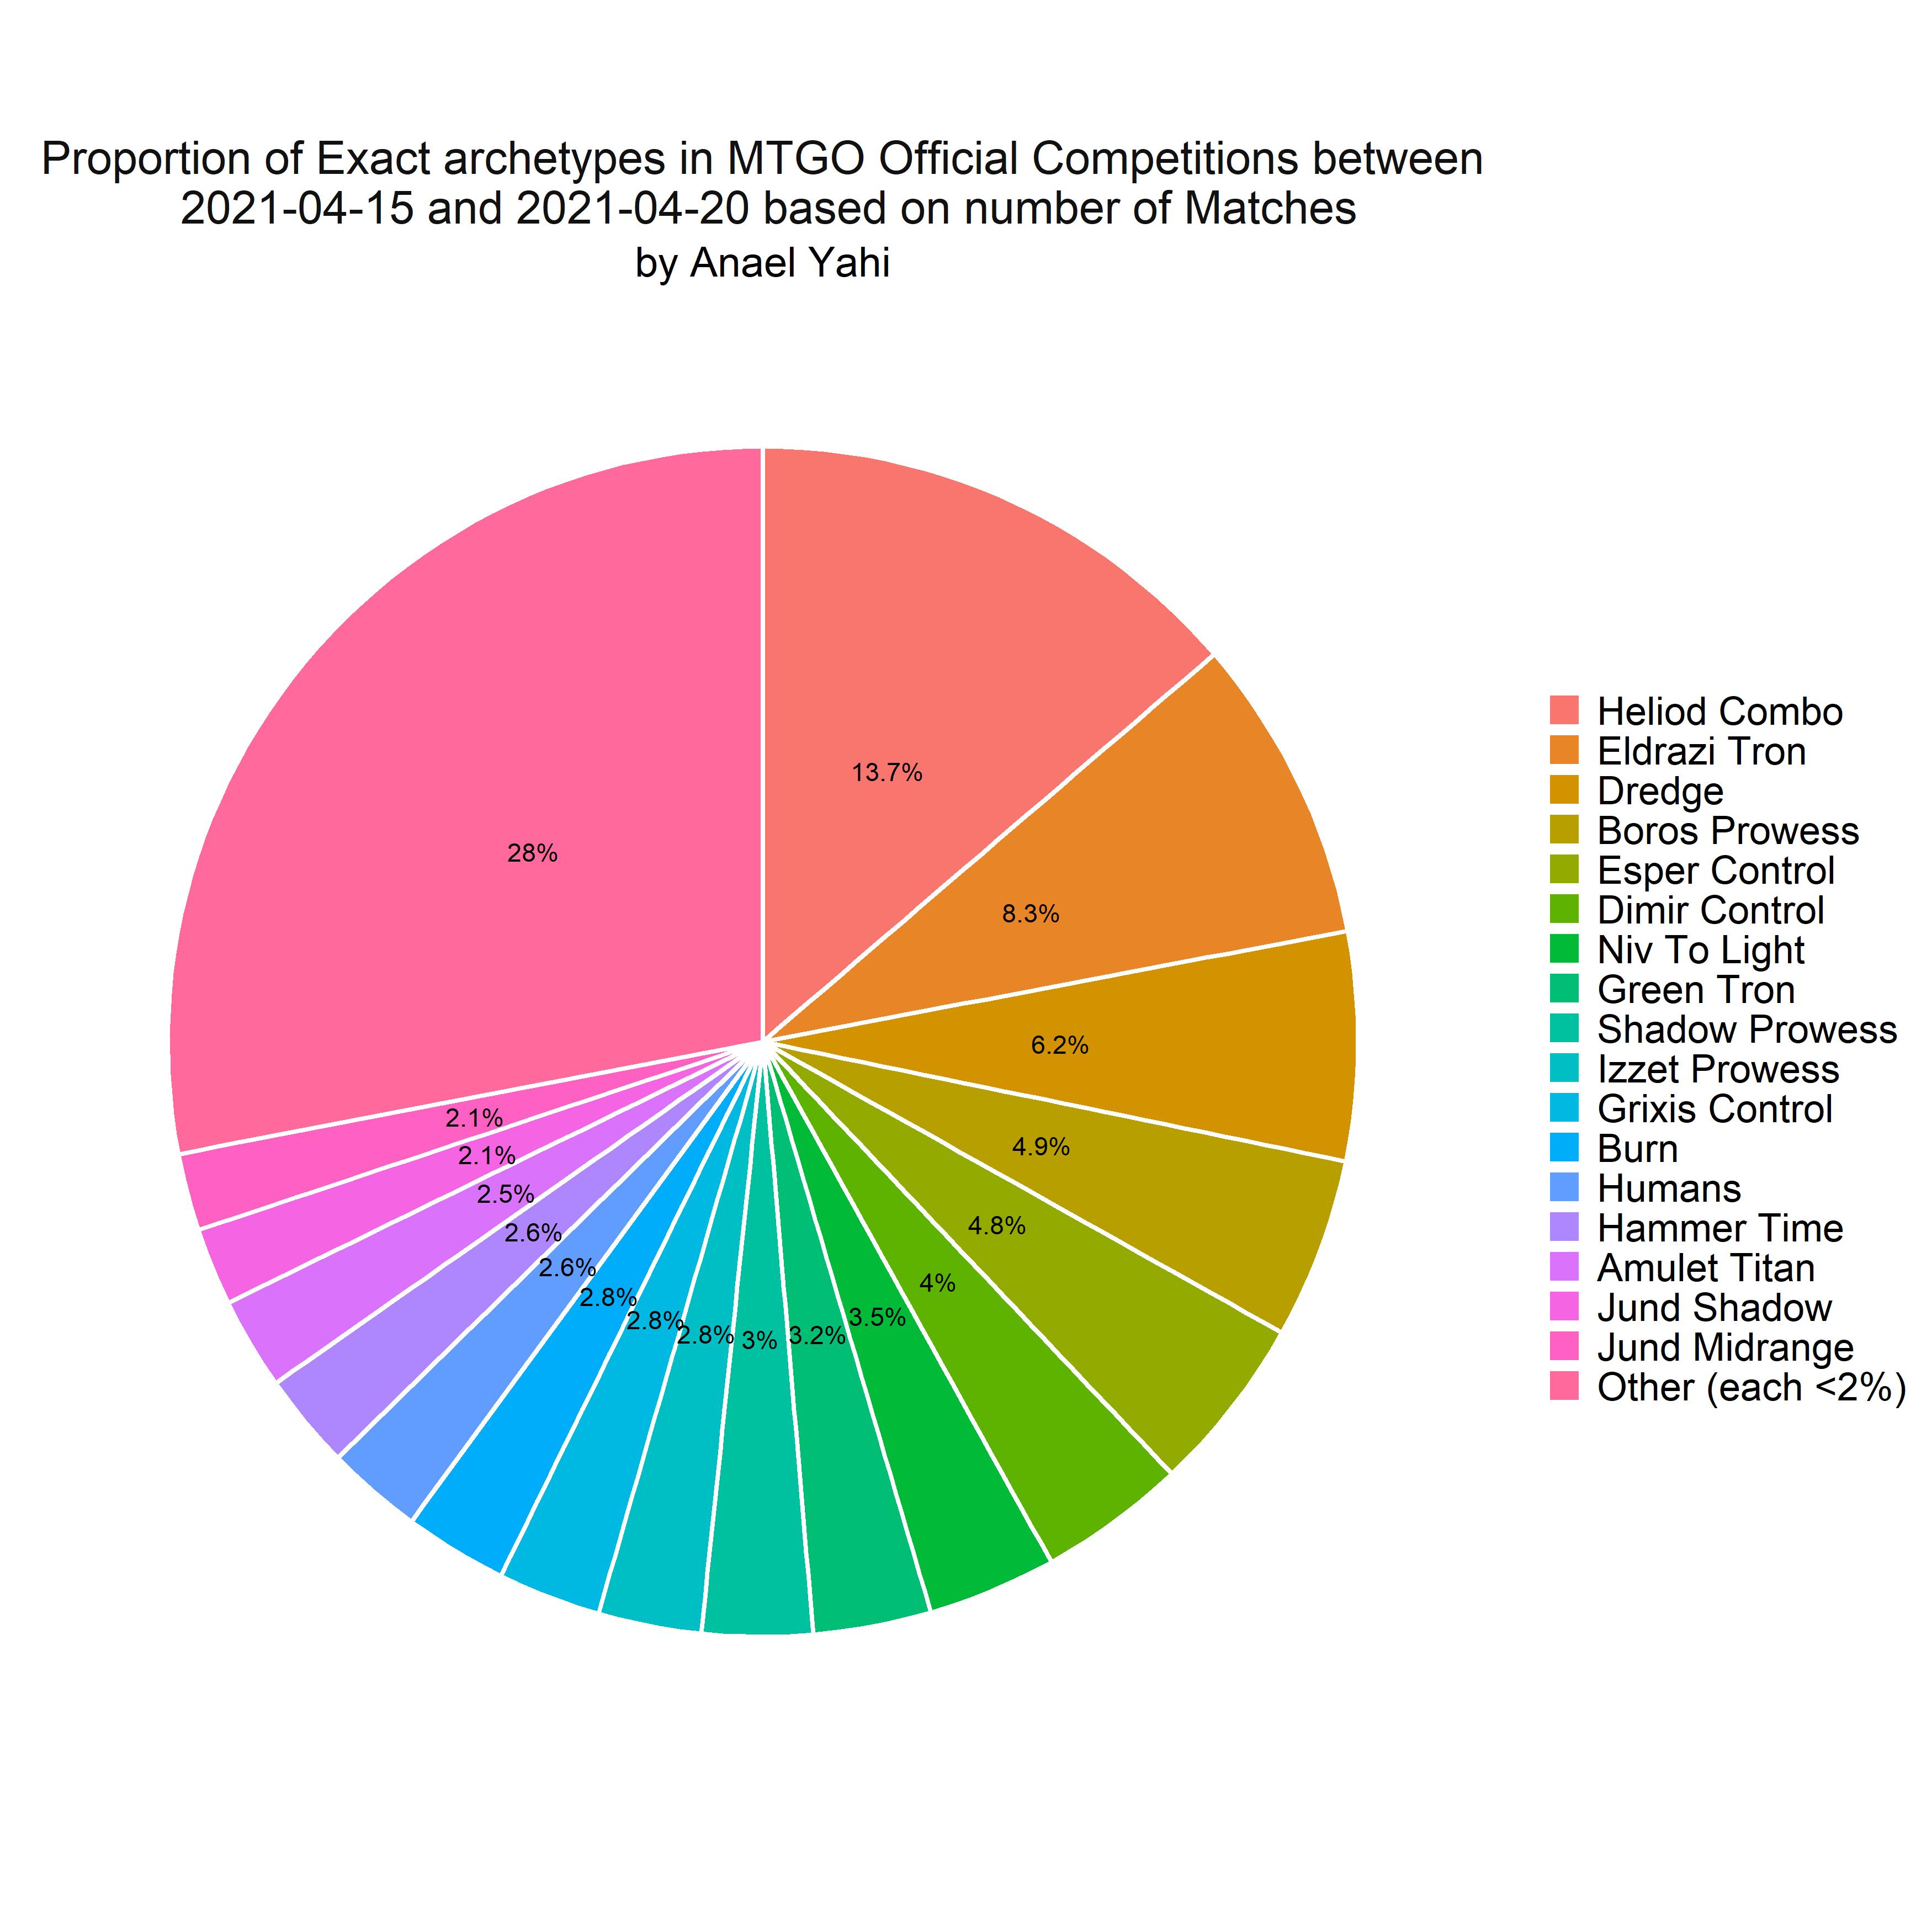 Proportion of Exact archetypes in MTGO Official Competitions between
2021-04-15 and 2021-04-20 based on number of Matches
by Anael Yahi
13.7%
8.3%
6.2%
4.9%
4.8%
4%
3.5%
3.2%
3%
2.8%
2.8%
2.8%
2.6%
2.6%
2.5%
2.1%
2.1%
28%
Heliod Combo
Eldrazi Tron
Dredge
Boros Prowess
Esper Control
Dimir Control
Niv To Light
Green Tron
Shadow Prowess
Izzet Prowess
Grixis Control
Burn
Humans
Hammer Time
Amulet Titan
Jund Shadow
Jund Midrange
Other (each <2%)